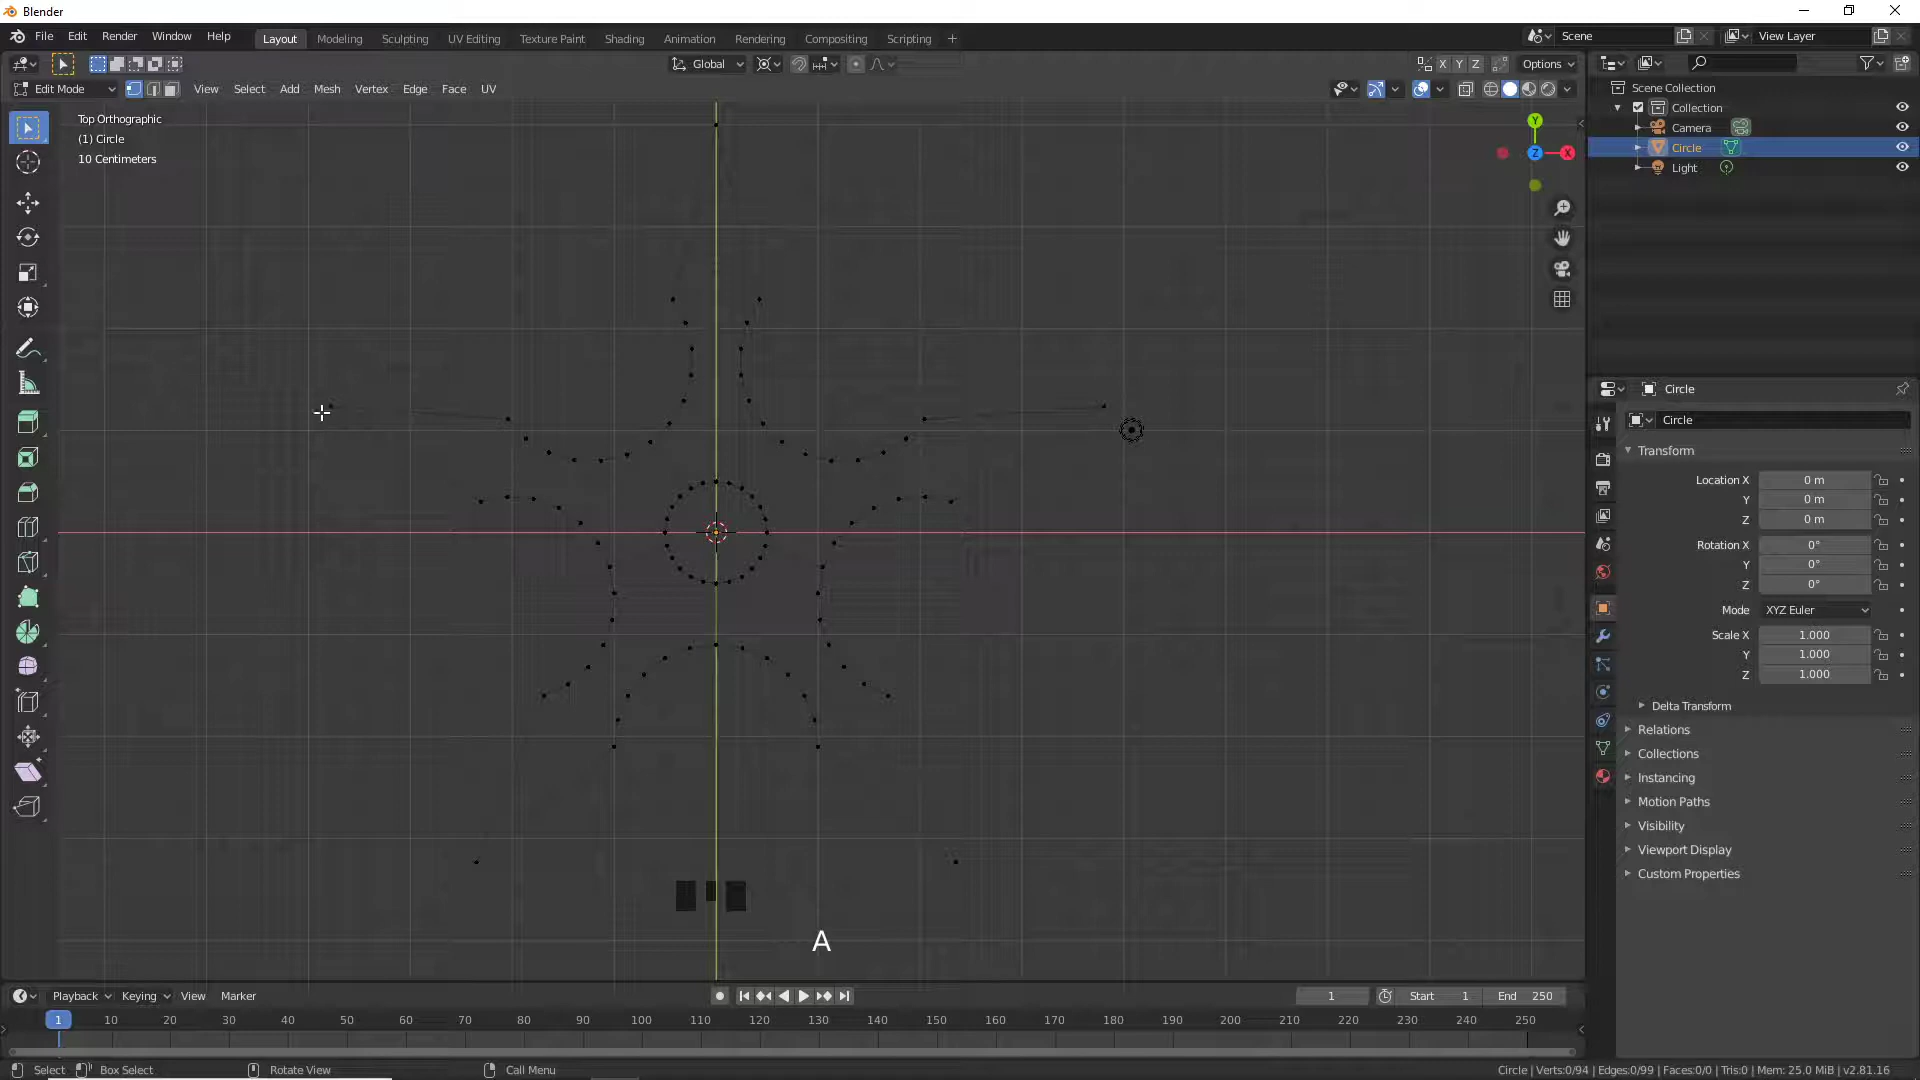 Blender
File Edit Render Window Help
Layout Modeling Sculpting UV Editing Texture Paint Shading Animation Rendering Compositing Scripting +
Scene
View Layer
Global
X Y Z
Options
Edit Mode
View Select Add Mesh Vertex Edge Face UV
Top Orthographic
(1) Circle
10 Centimeters
Y
Z
X
Scene Collection
Collection
Camera
Circle
Light
Circle
Circle
Transform
Location X 0 m
Y 0 m
Z 0 m
Rotation X 0°
Y 0°
Z 0°
Mode XYZ Euler
Scale X 1.000
Y 1.000
Z 1.000
Delta Transform
Relations
Collections
Instancing
Motion Paths
Visibility
Viewport Display
Custom Properties
A
Playback Keying View Marker
1
Start 1
End 250
1 10 20 30 40 50 60 70 80 90 100 110 120 130 140 150 160 170 180 190 200 210 220 230 240 250
Select Box Select Rotate View Call Menu
Circle | Verts:0/94 | Edges:0/99 | Faces:0/0 | Tris:0 | Mem: 25.0 MiB | v2.81.16